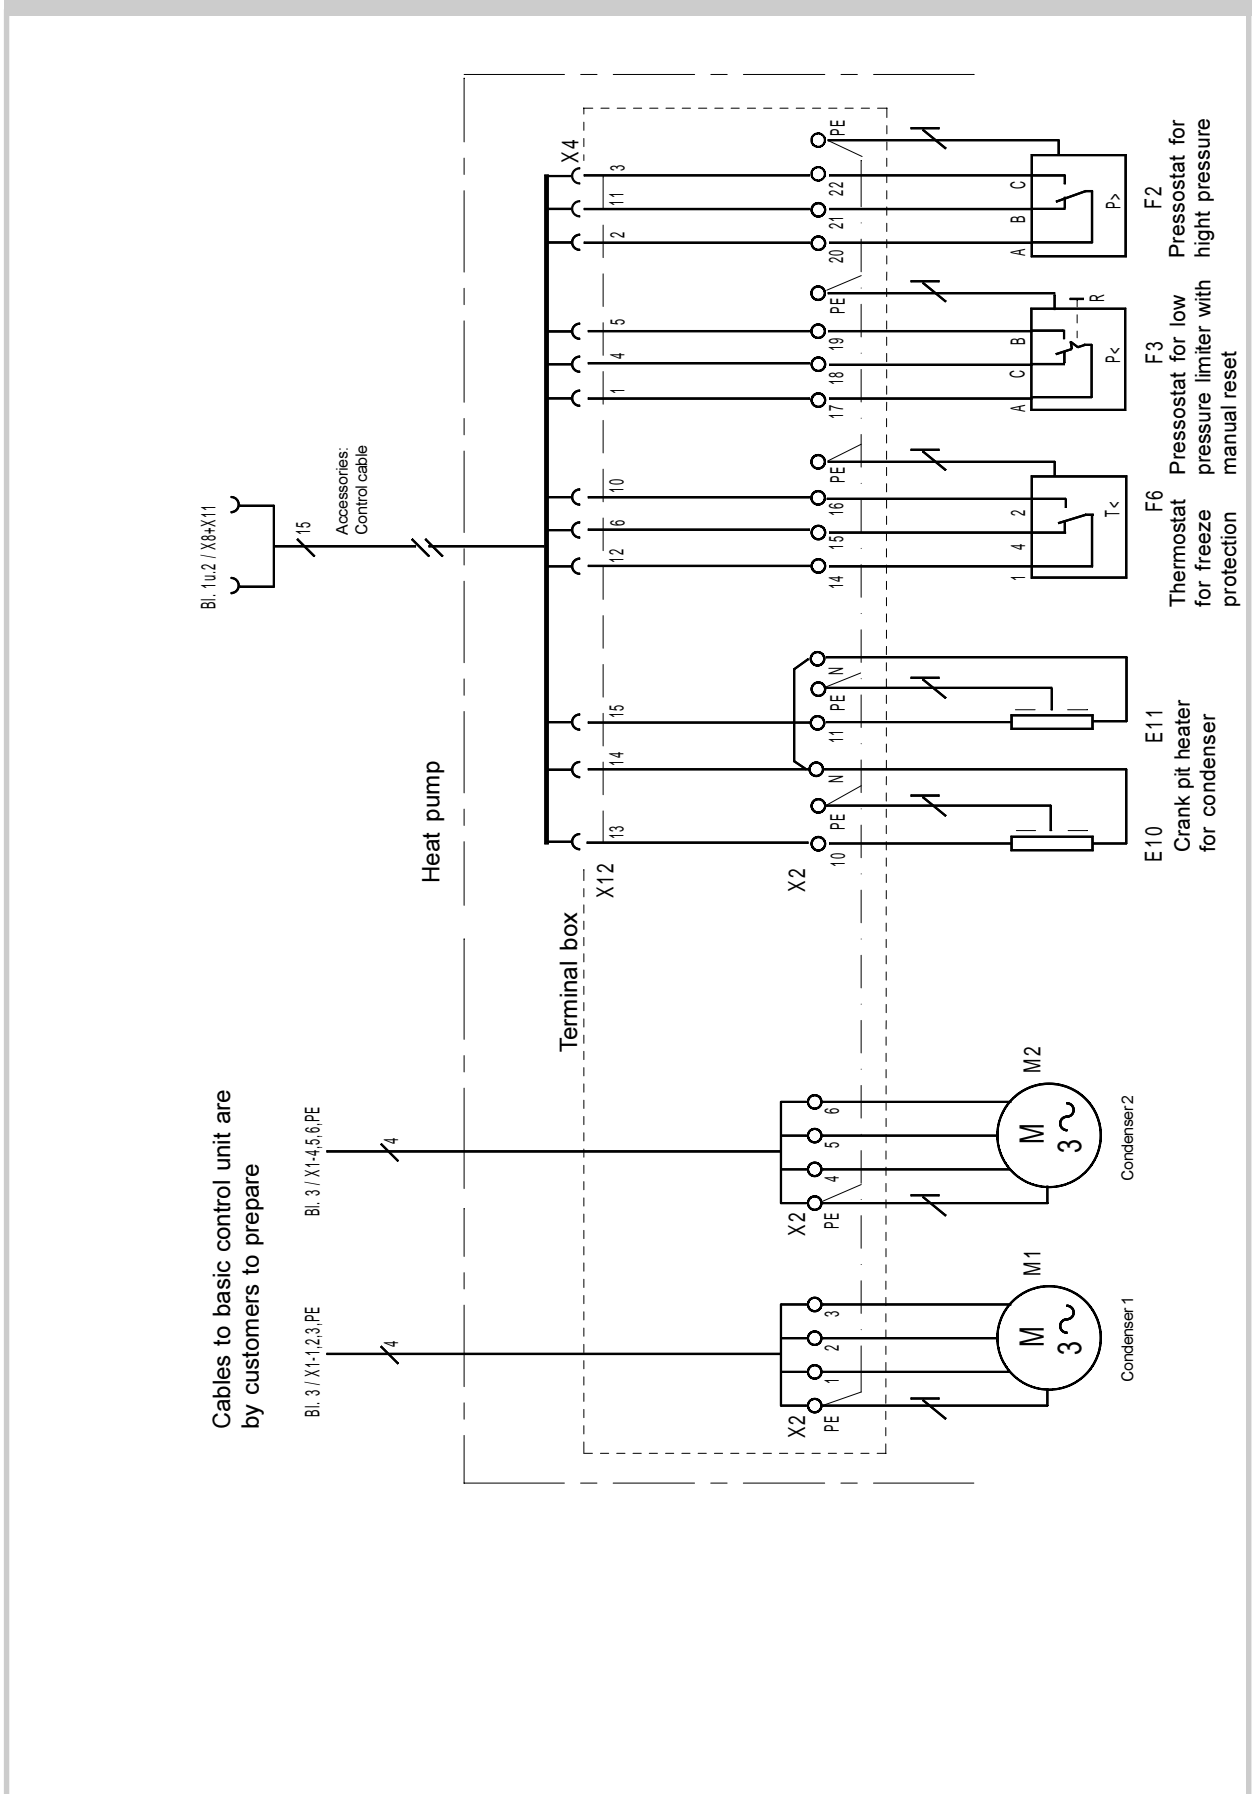 Cables to basic control unit are
by customers to prepare
Bl. 3 / X1-1,2,3,PE
4
Bl. 3 / X1-4,5,6,PE
4
Bl. 1u.2 / X8+X11
15
Accessories:
Control cable
Heat pump
Terminal box
X12
X4
13
14
15
12
6
10
1
4
5
2
11
3
X2
PE
1
2
3
X2
PE
4
5
6
X2
10
PE
N
11
PE
N
14
15
16
PE
17
18
19
PE
20
21
22
PE
M
3
M1
Condenser1
M
3
M2
Condenser2
E10
E11
Crank pit heater
for condenser
1
4
2
T<
F6
Thermostat
for freeze
protection
A
C
B
P<
R
F3
Pressostat for low
pressure limiter with
manual reset
A
B
C
P>
F2
Pressostat for
hight pressure